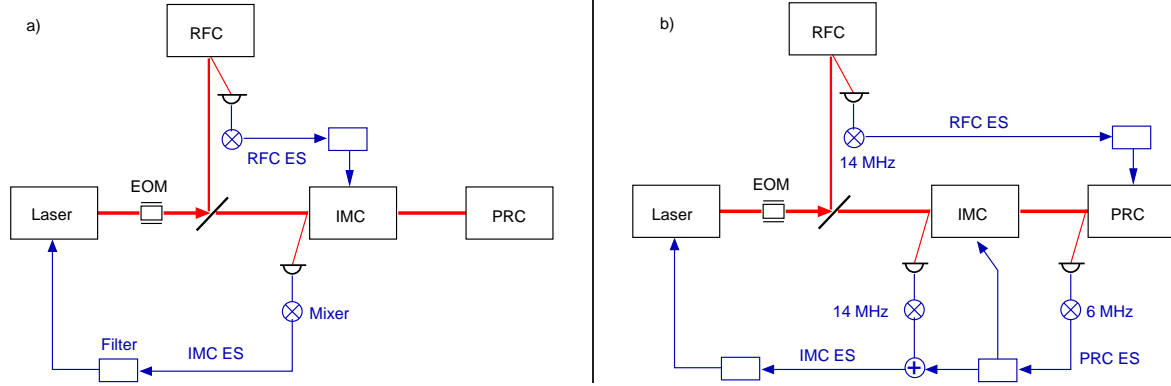 a)
RFC
RFC ES
EOM
Laser
IMC
PRC
Mixer
Filter
IMC ES
b)
RFC
RFC ES
14 MHz
EOM
Laser
IMC
PRC
14 MHz
6 MHz
IMC ES
PRC ES